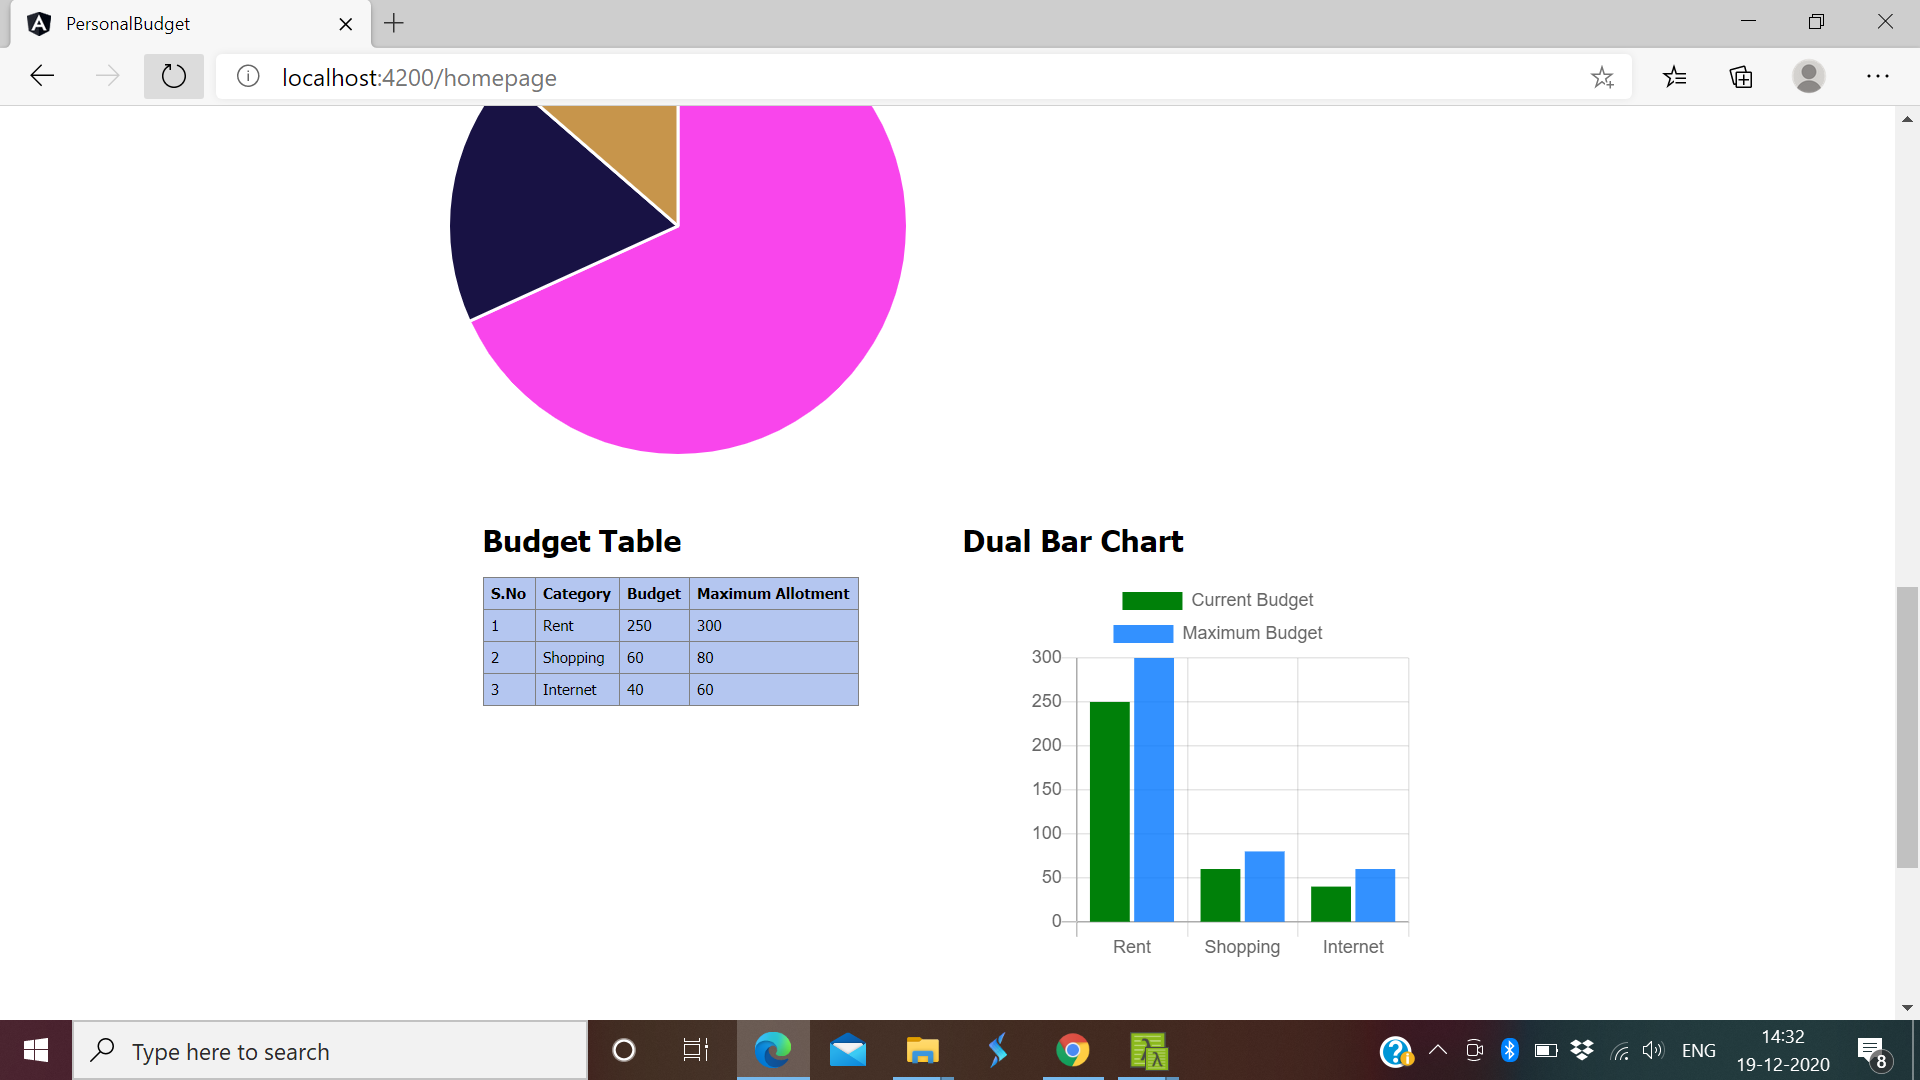 PersonalBudget
localhost:4200/homepage
Budget Table
S.No Category Budget Maximum Allotment
1 Rent 250 300
2 Shopping 60 80
3 Internet 40 60
Dual Bar Chart
Current Budget
Maximum Budget
300
250
200
150
100
50
0
Rent Shopping Internet
Type here to search
ENG
14:32
19-12-2020
8